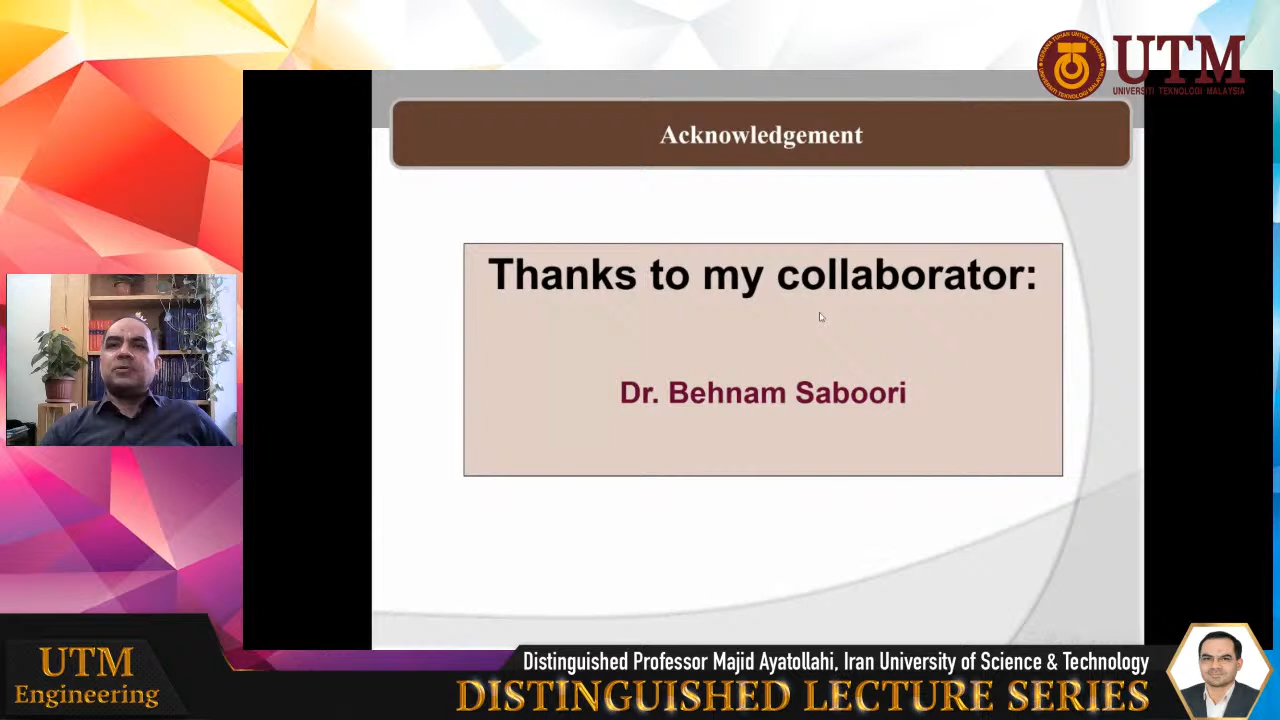 UTM
UNIVERSITI TEKNOLOGI MALAYSIA
Acknowledgement
Thanks to my collaborator:
Dr. Behnam Saboori
UTM
Engineering
Distinguished Professor Majid Ayatollahi, Iran University of Science & Technology
DISTINGUISHED LECTURE SERIES